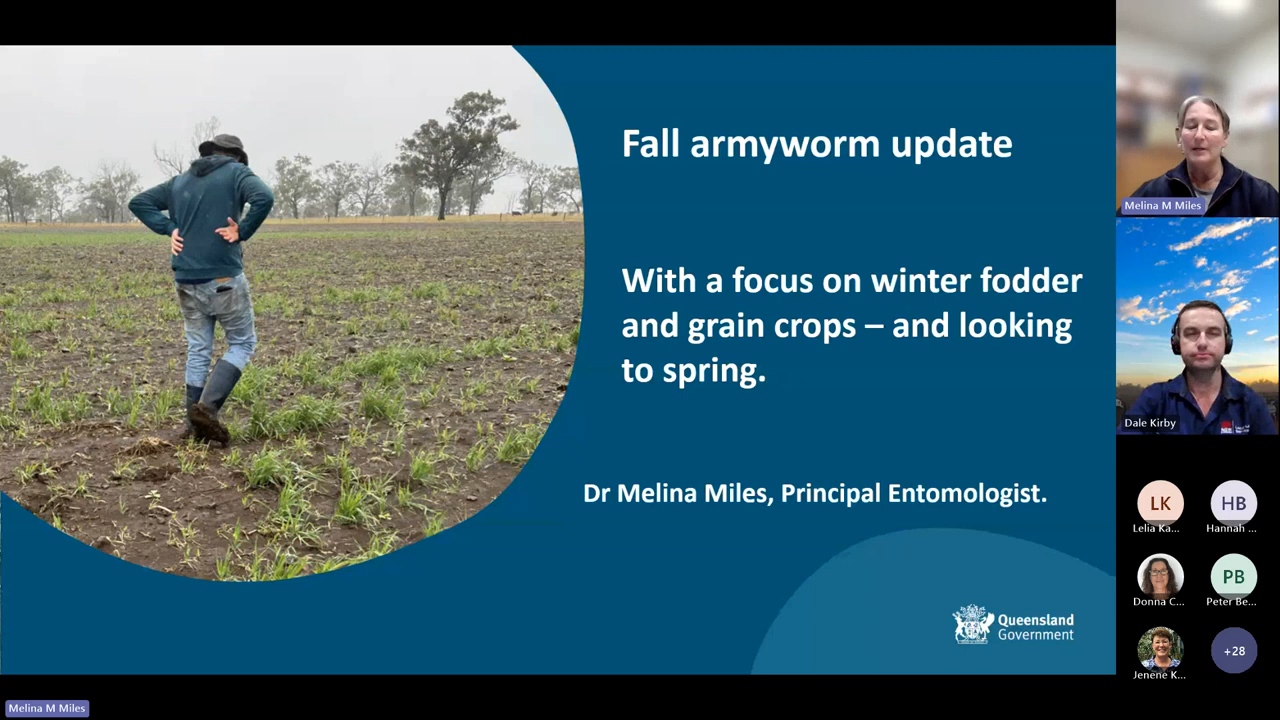 Fall armyworm update
With a focus on winter fodder
and grain crops – and looking
to spring.
Dr Melina Miles, Principal Entomologist.
Queensland
Government
Melina M Miles
Dale Kirby
LK
HB
Lelia Ka...
Hannah ...
PB
Donna C...
Peter Be...
+28
Jenene K...
Melina M Miles